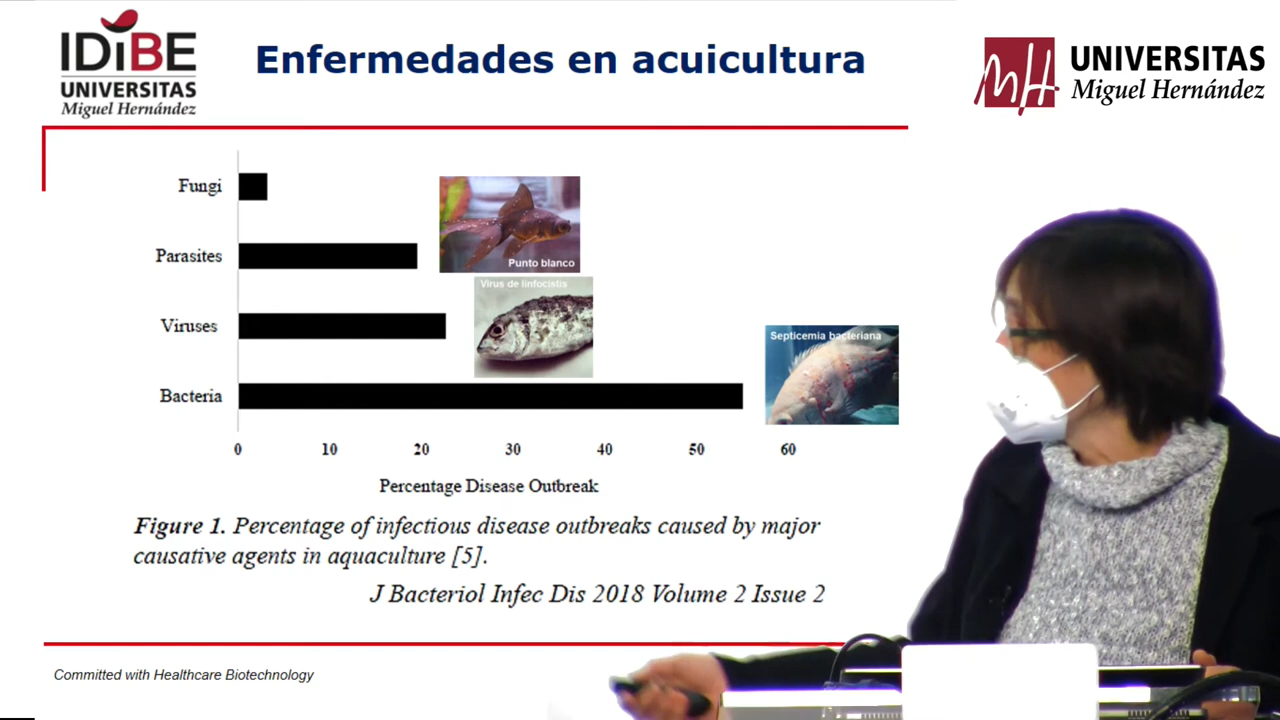 IDiBE
UNIVERSITAS
Miguel Hernández
Enfermedades en acuicultura
MH
UNIVERSITAS
Miguel Hernández
Fungi
Parasites
Viruses
Bacteria
Punto blanco
Virus de linfocistis
Septicemia bacteriana
0 10 20 30 40 50 60
Percentage Disease Outbreak
Figure 1. Percentage of infectious disease outbreaks caused by major
causative agents in aquaculture [5].
J Bacteriol Infec Dis 2018 Volume 2 Issue 2
Committed with Healthcare Biotechnology